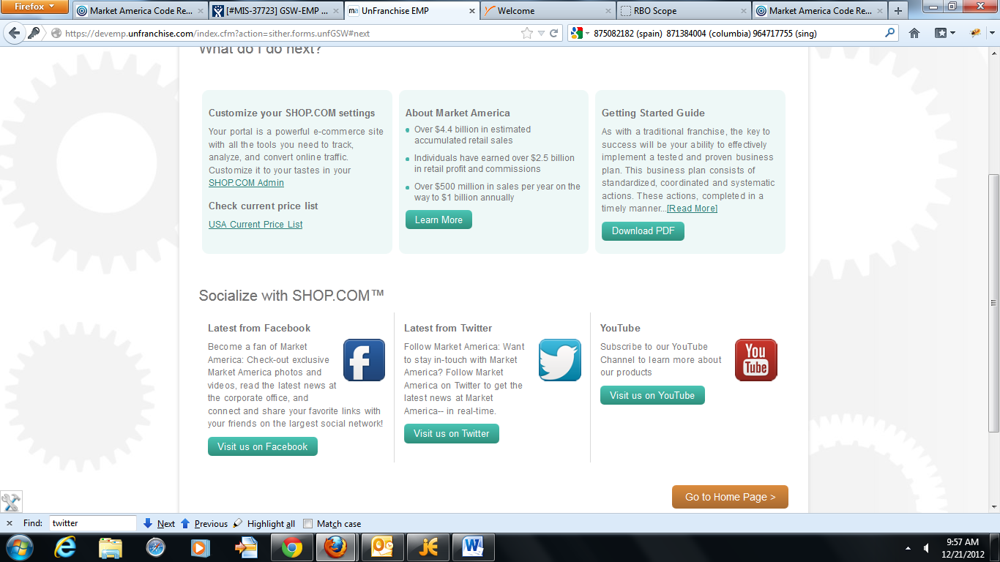 Firefox
Market America Code Re...
[#MIS-37723] GSW-EMP ...
UnFranchise EMP
Welcome
RBO Scope
Market America Code Re...
https://devemp.unfranchise.com/index.cfm?action=sither.forms.unfGSW#next
875082182 (spain) 871384004 (columbia) 964717755 (sing)
What do I do next?
Customize your SHOP.COM settings
Your portal is a powerful e-commerce site
with all the tools you need to track,
analyze, and convert online traffic.
Customize it to your tastes in your
SHOP.COM Admin
Check current price list
USA Current Price List
About Market America
Over $4.4 billion in estimated
accumulated retail sales
Individuals have earned over $2.5 billion
in retail profit and commissions
Over $500 million in sales per year on the
way to $1 billion annually
Learn More
Getting Started Guide
As with a traditional franchise, the key to
success will be your ability to effectively
implement a tested and proven business
plan. This business plan consists of
standardized, coordinated and systematic
actions. These actions, completed in a
timely manner...[Read More]
Download PDF
Socialize with SHOP.COM™
Latest from Facebook
Become a fan of Market
America: Check-out exclusive
Market America photos and
videos, read the latest news at
the corporate office, and
connect and share your favorite links with
your friends on the largest social network!
Visit us on Facebook
Latest from Twitter
Follow Market America: Want
to stay in-touch with Market
America? Follow Market
America on Twitter to get the
latest news at Market
America-- in real-time.
Visit us on Twitter
YouTube
Subscribe to our YouTube
Channel to learn more about
our products
You
Tube
Visit us on YouTube
Go to Home Page >
Find: twitter Next Previous Highlight all Match case
9:57 AM
12/21/2012